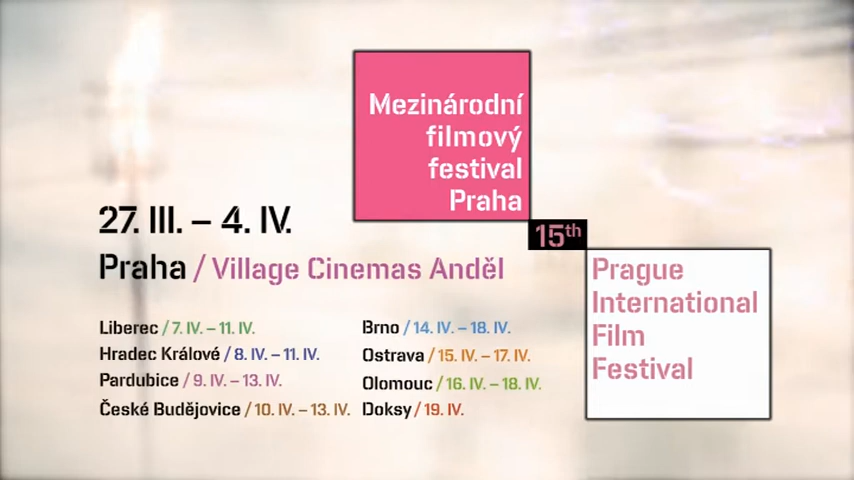 Mezinárodní
filmový
festival
Praha
15th
Prague
International
Film
Festival
27. III. – 4. IV.
Praha / Village Cinemas Anděl
Liberec / 7. IV. – 11. IV.
Hradec Králové / 8. IV. – 11. IV.
Pardubice / 9. IV. – 13. IV.
České Budějovice / 10. IV. – 13. IV.
Brno / 14. IV. – 18. IV.
Ostrava / 15. IV. – 17. IV.
Olomouc / 16. IV. – 18. IV.
Doksy / 19. IV.